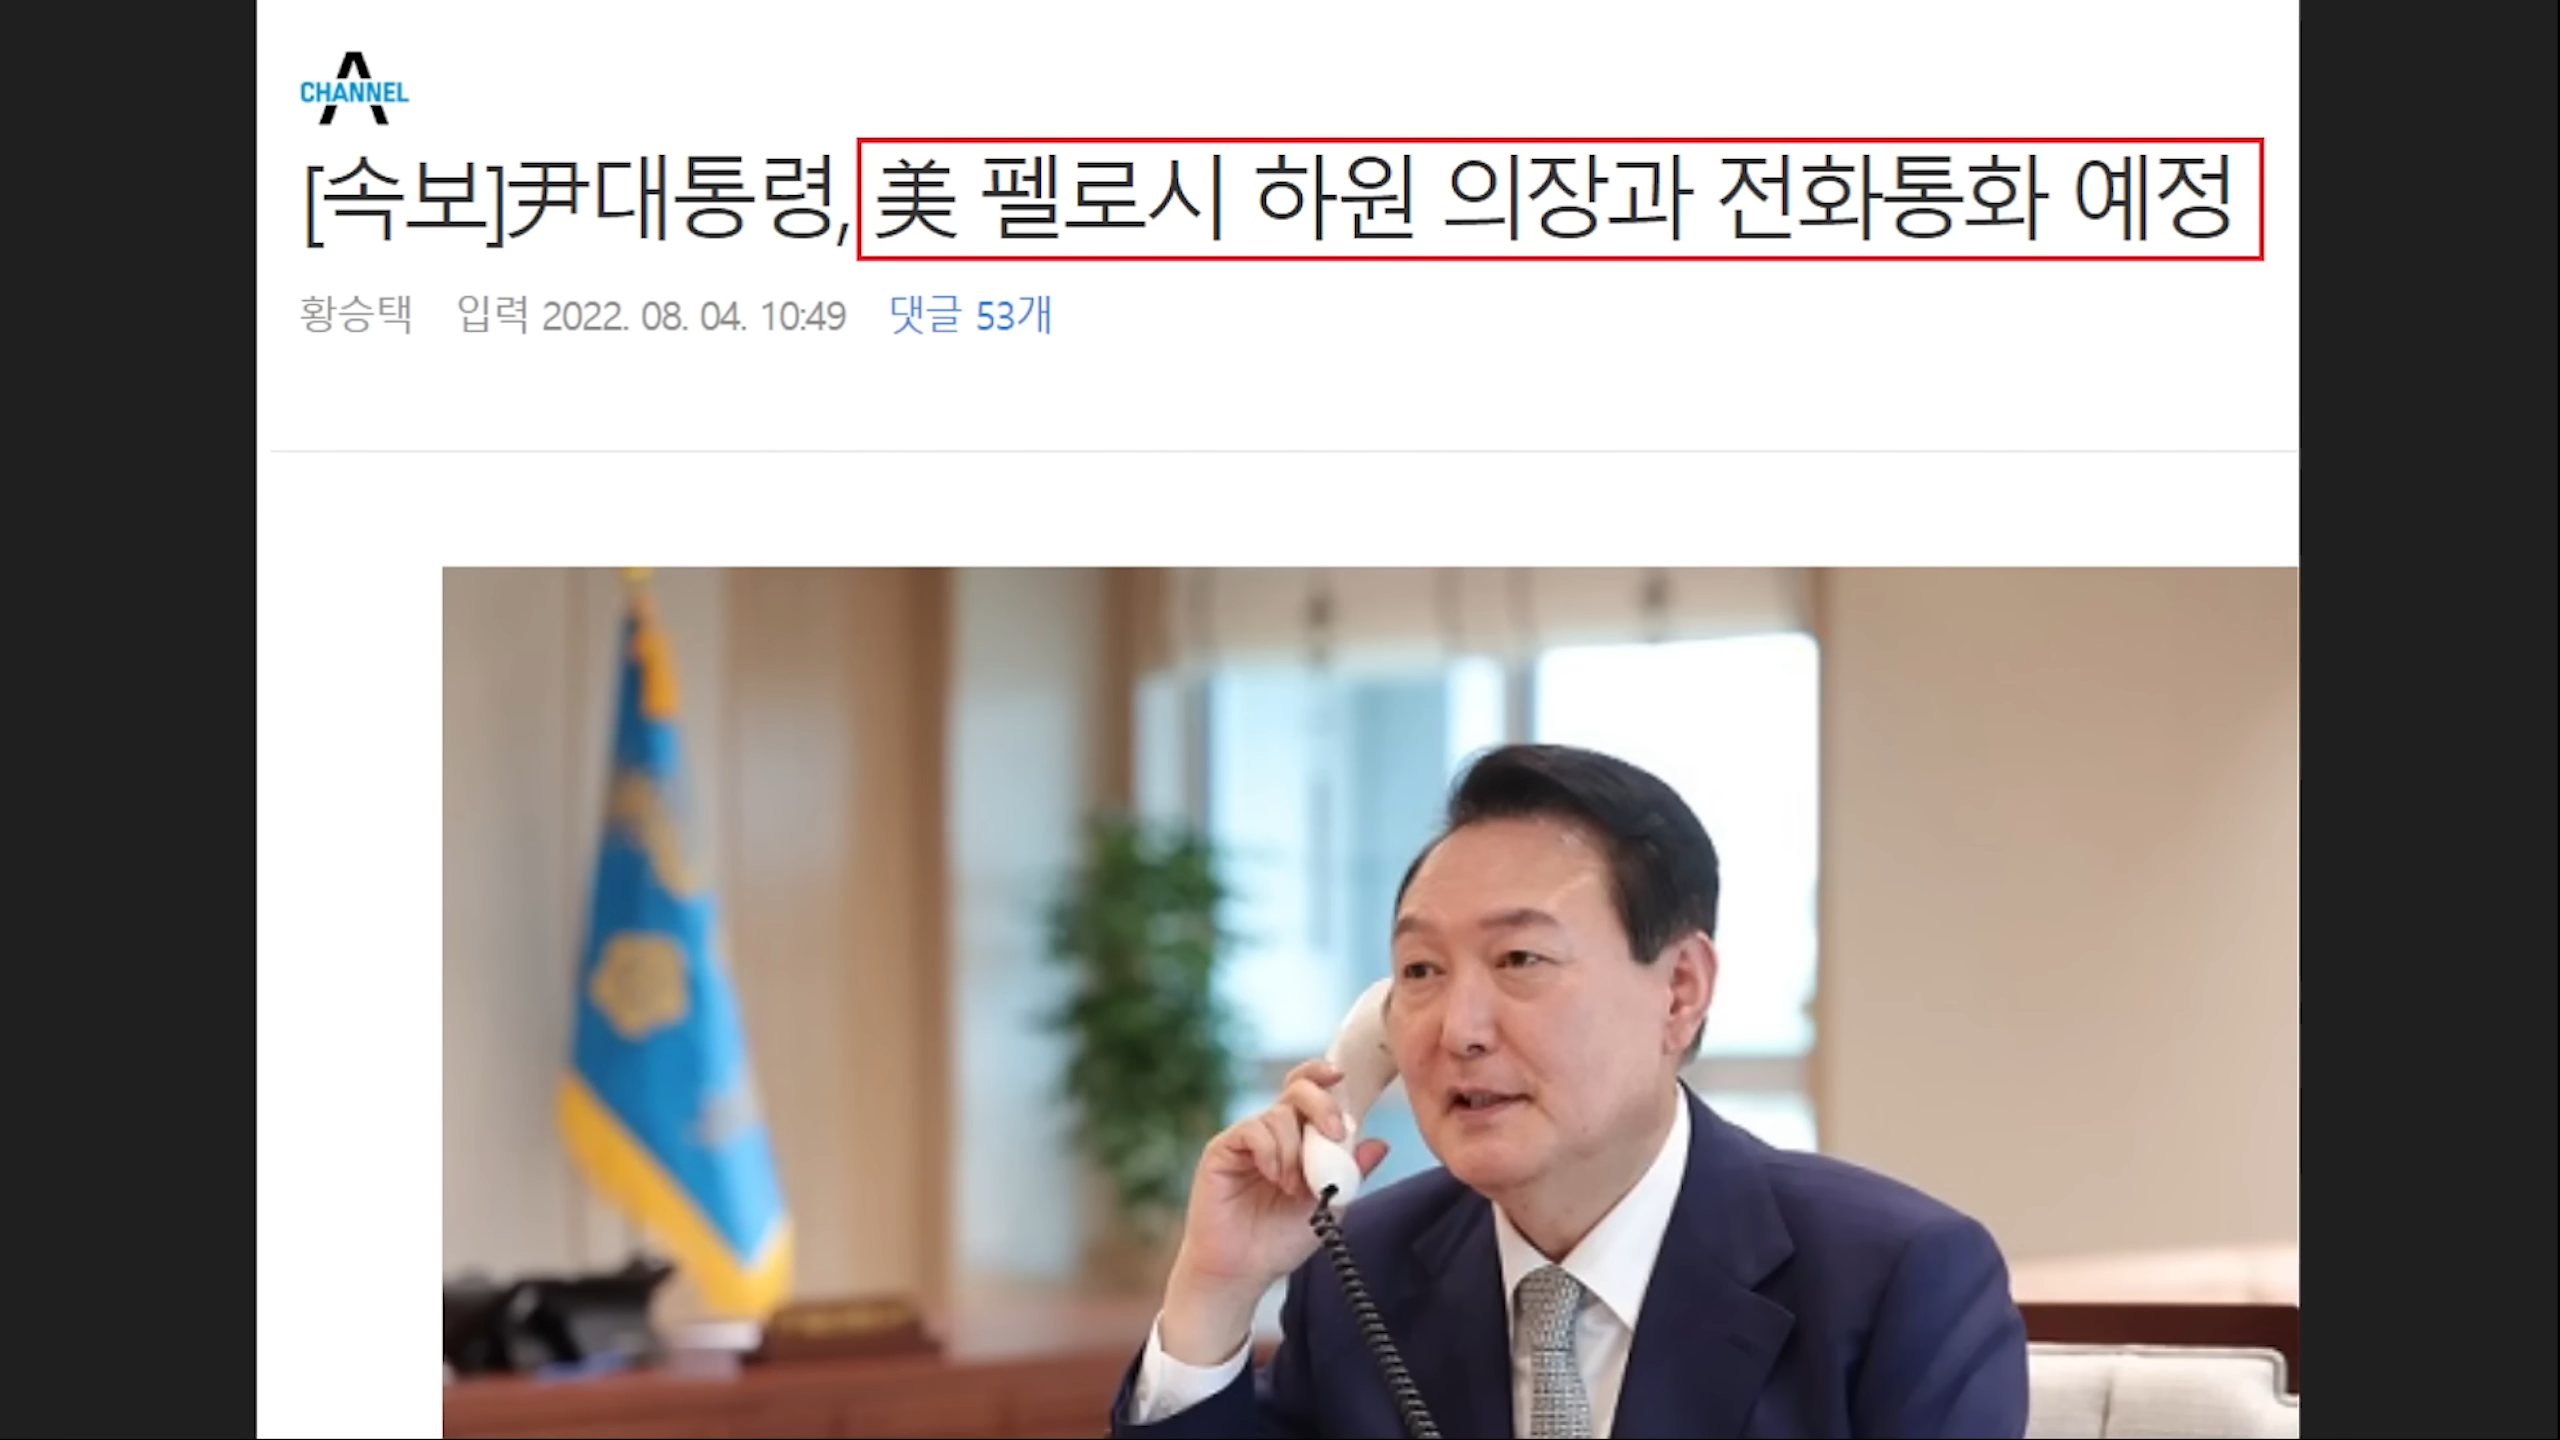 CHANNEL A
[속보]尹대통령, 美 펠로시 하원 의장과 전화통화 예정
황승택 입력 2022. 08. 04. 10:49 댓글 53개